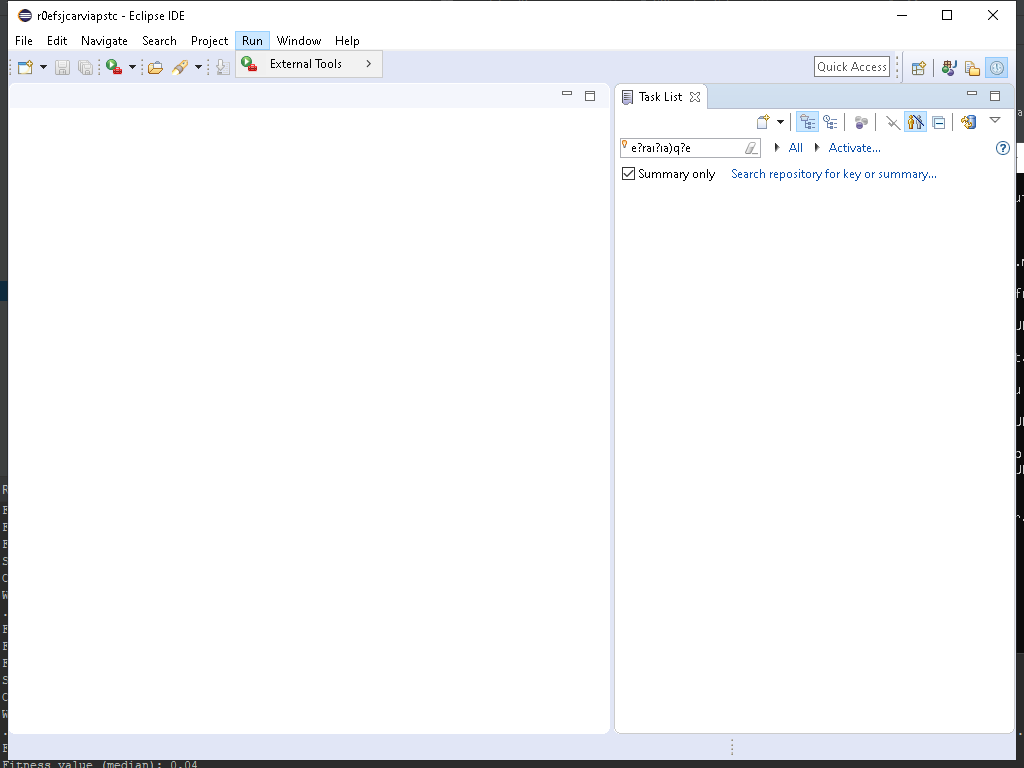 r0efsjcarviapstc - Eclipse IDE
File Edit Navigate Search Project Run Window Help
External Tools
Quick Access
Task List
e?rai?ia)q?e
All Activate...
Summary only Search repository for key or summary...
Fitness value (median): 0.04